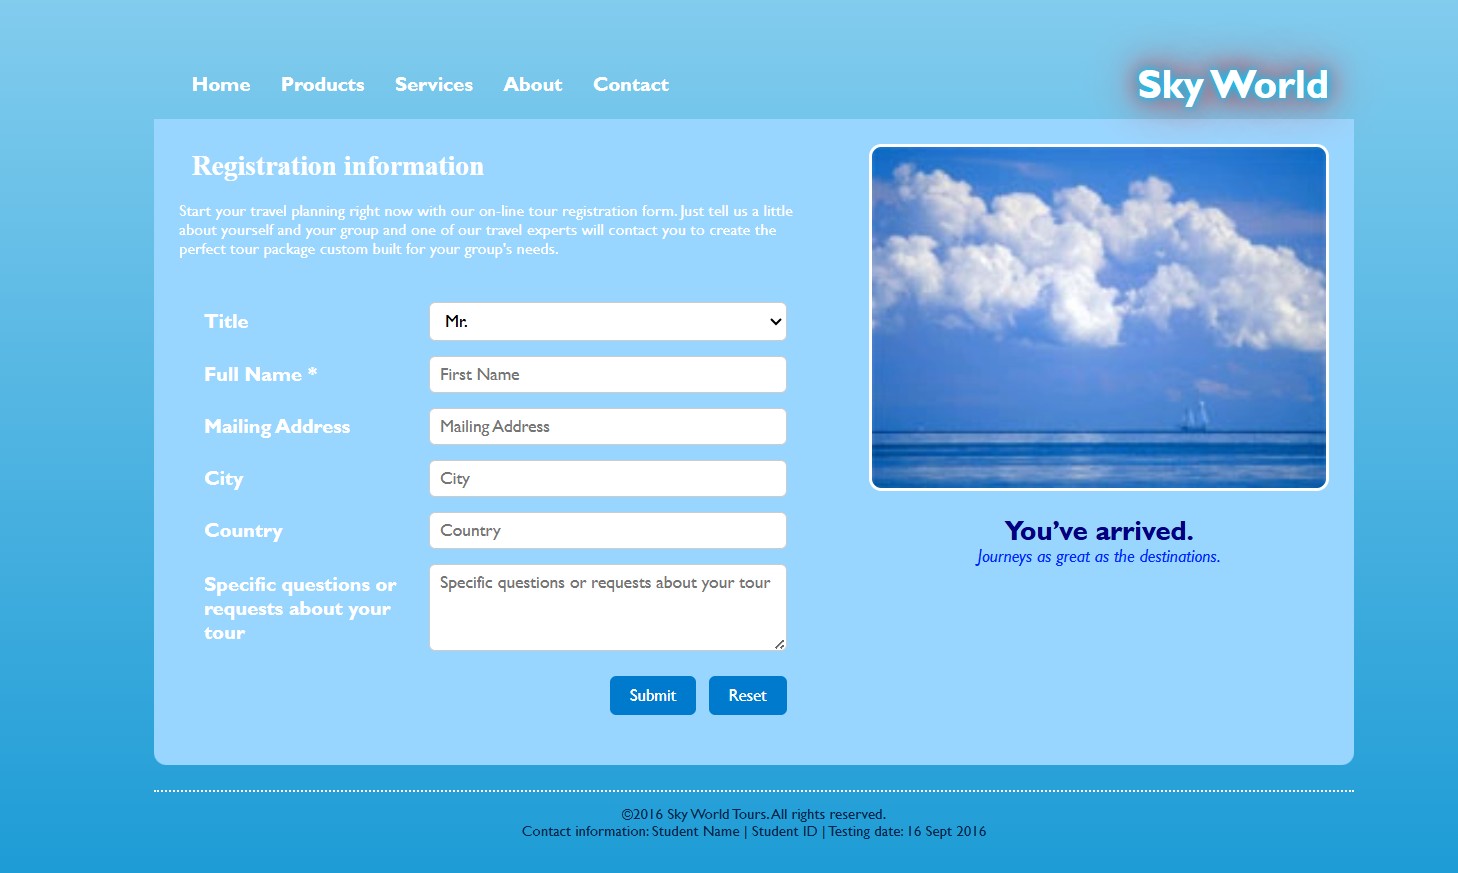 Home Products Services About Contact
Sky World
Registration information
Start your travel planning right now with our on-line tour registration form. Just tell us a little
about yourself and your group and one of our travel experts will contact you to create the
perfect tour package custom built for your group's needs.
Title
Mr.
Full Name *
First Name
Mailing Address
Mailing Address
City
City
Country
Country
Specific questions or
requests about your
tour
Specific questions or requests about your tour
Submit
Reset
You’ve arrived.
Journeys as great as the destinations.
©2016 Sky World Tours. All rights reserved.
Contact information: Student Name | Student ID | Testing date: 16 Sept 2016